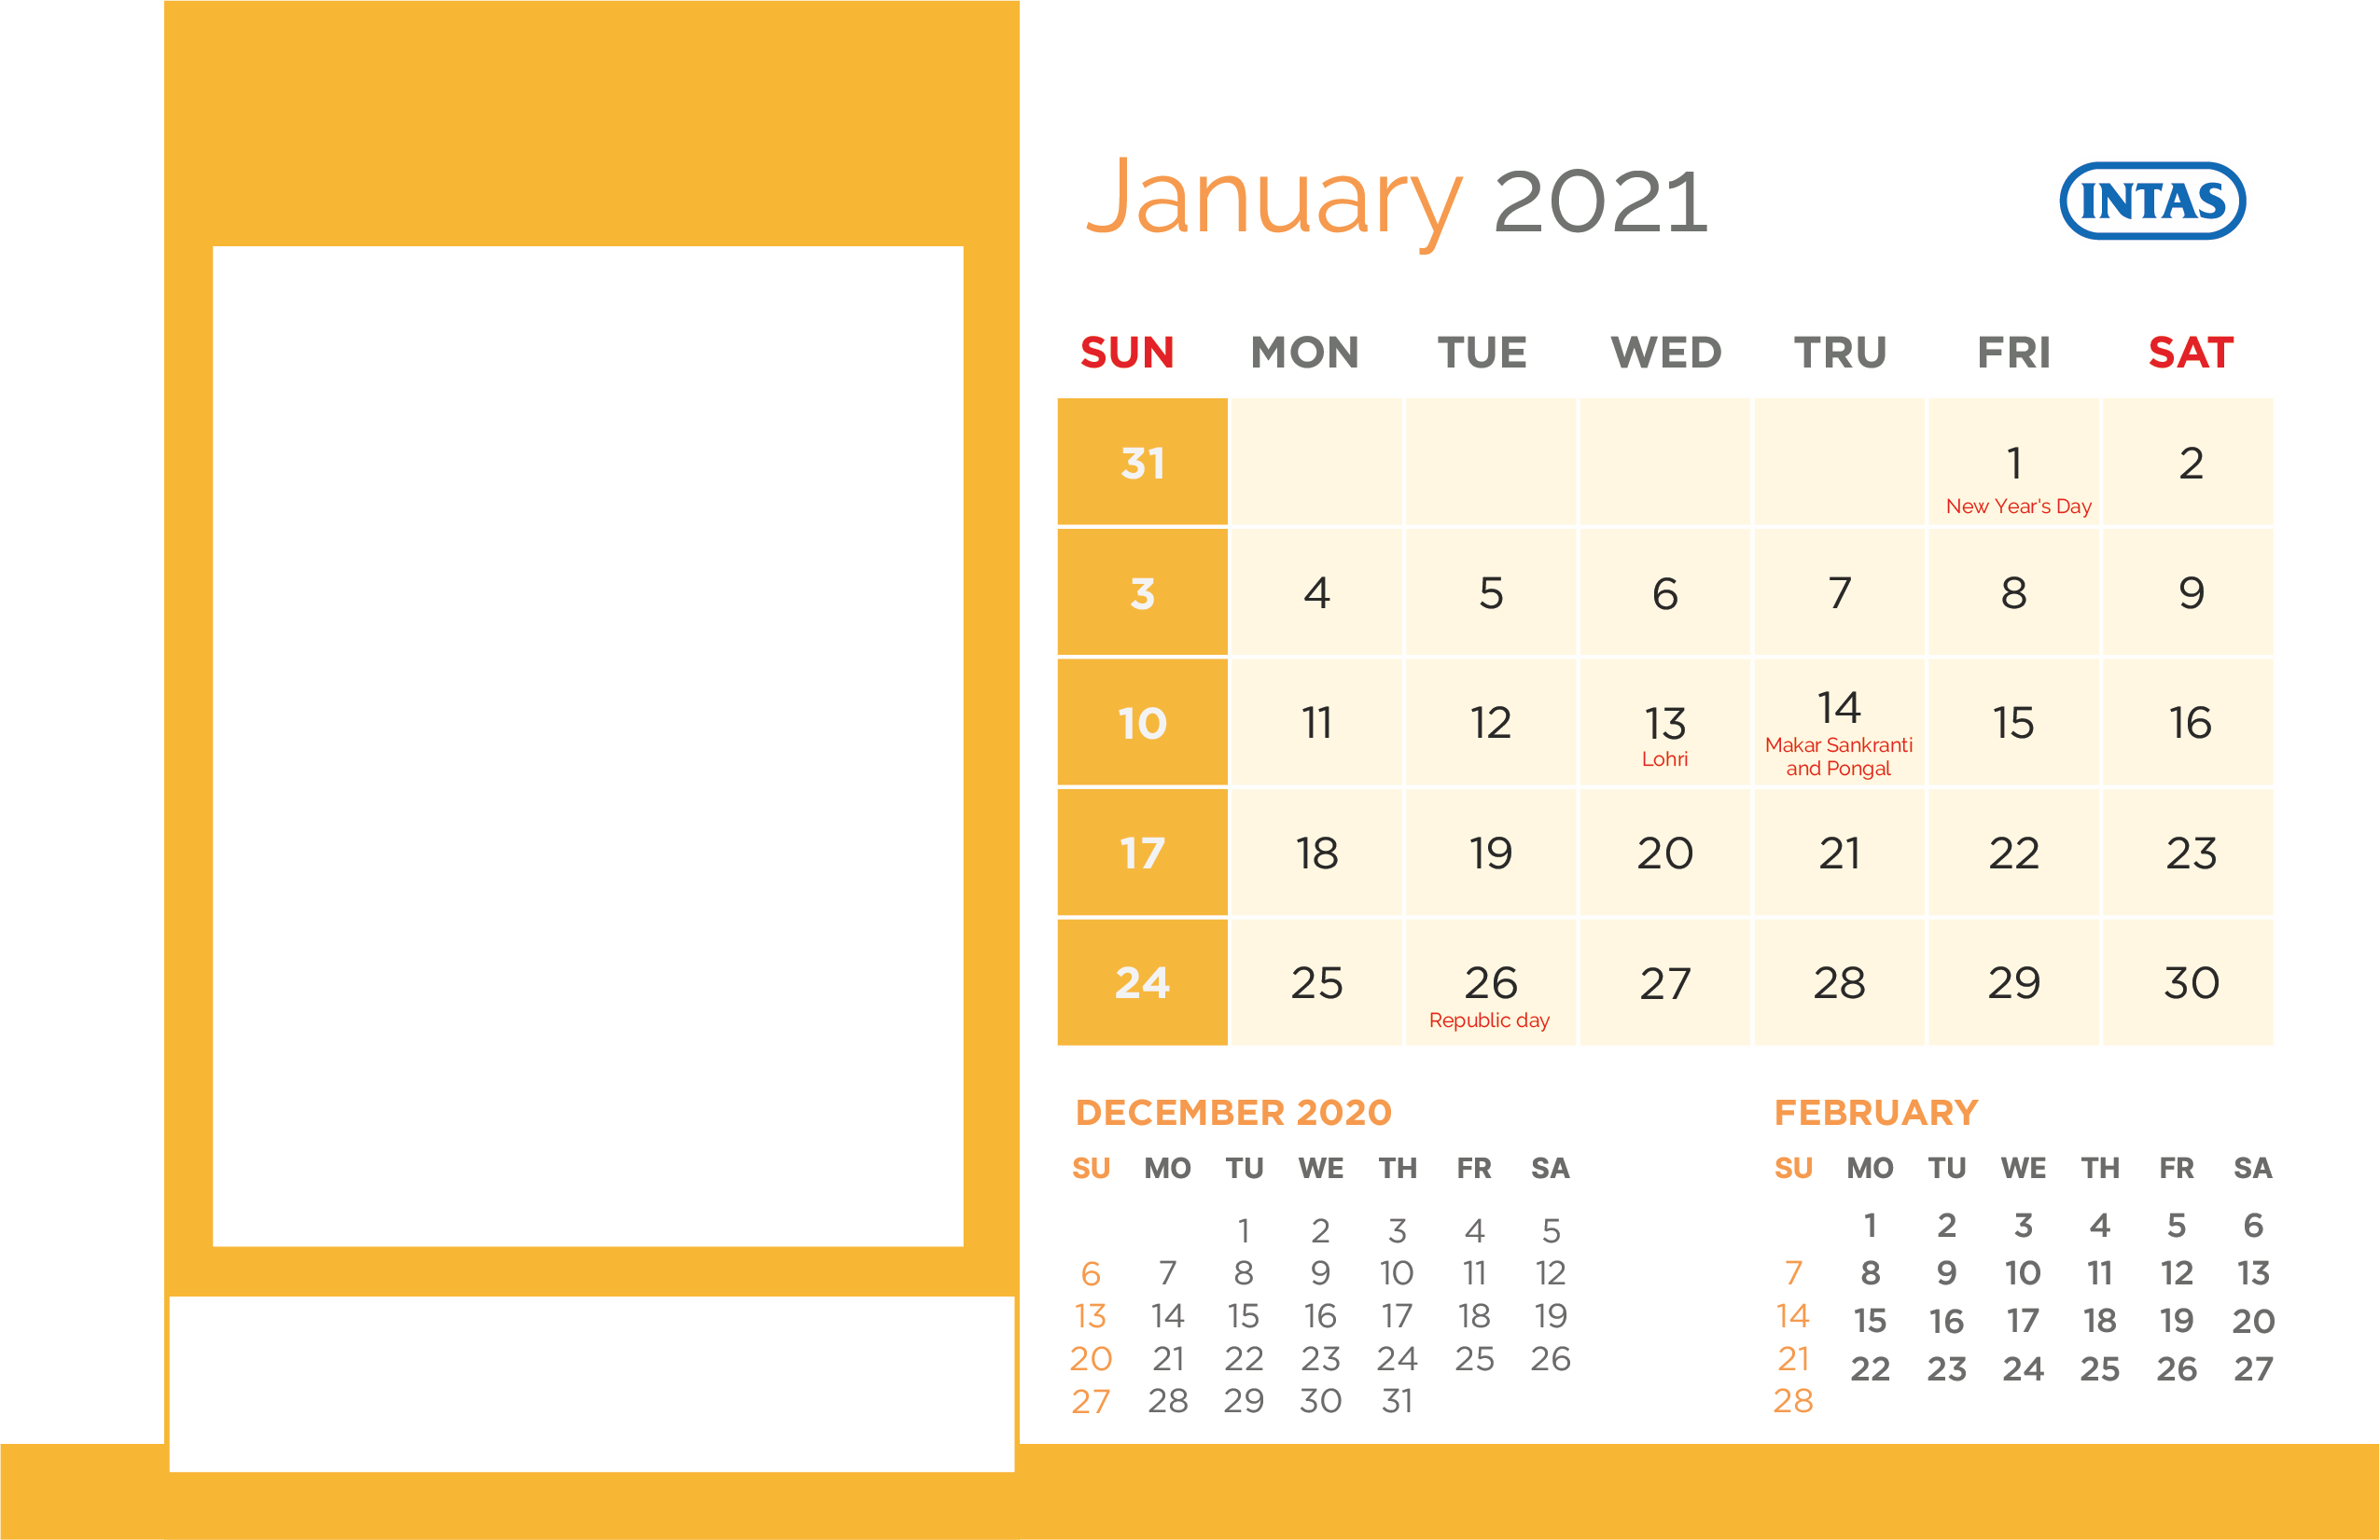 January 2021
INTAS
SUN MON TUE WED TRU FRI SAT
31 1 2
New Year's Day
3 4 5 6 7 8 9
10 11 12 13 14 15 16
Lohri Makar Sankranti
and Pongal
17 18 19 20 21 22 23
24 25 26 27 28 29 30
Republic day
DECEMBER 2020
SU MO TU WE TH FR SA
1 2 3 4 5
6 7 8 9 10 11 12
13 14 15 16 17 18 19
20 21 22 23 24 25 26
27 28 29 30 31
FEBRUARY
SU MO TU WE TH FR SA
1 2 3 4 5 6
7 8 9 10 11 12 13
14 15 16 17 18 19 20
21 22 23 24 25 26 27
28